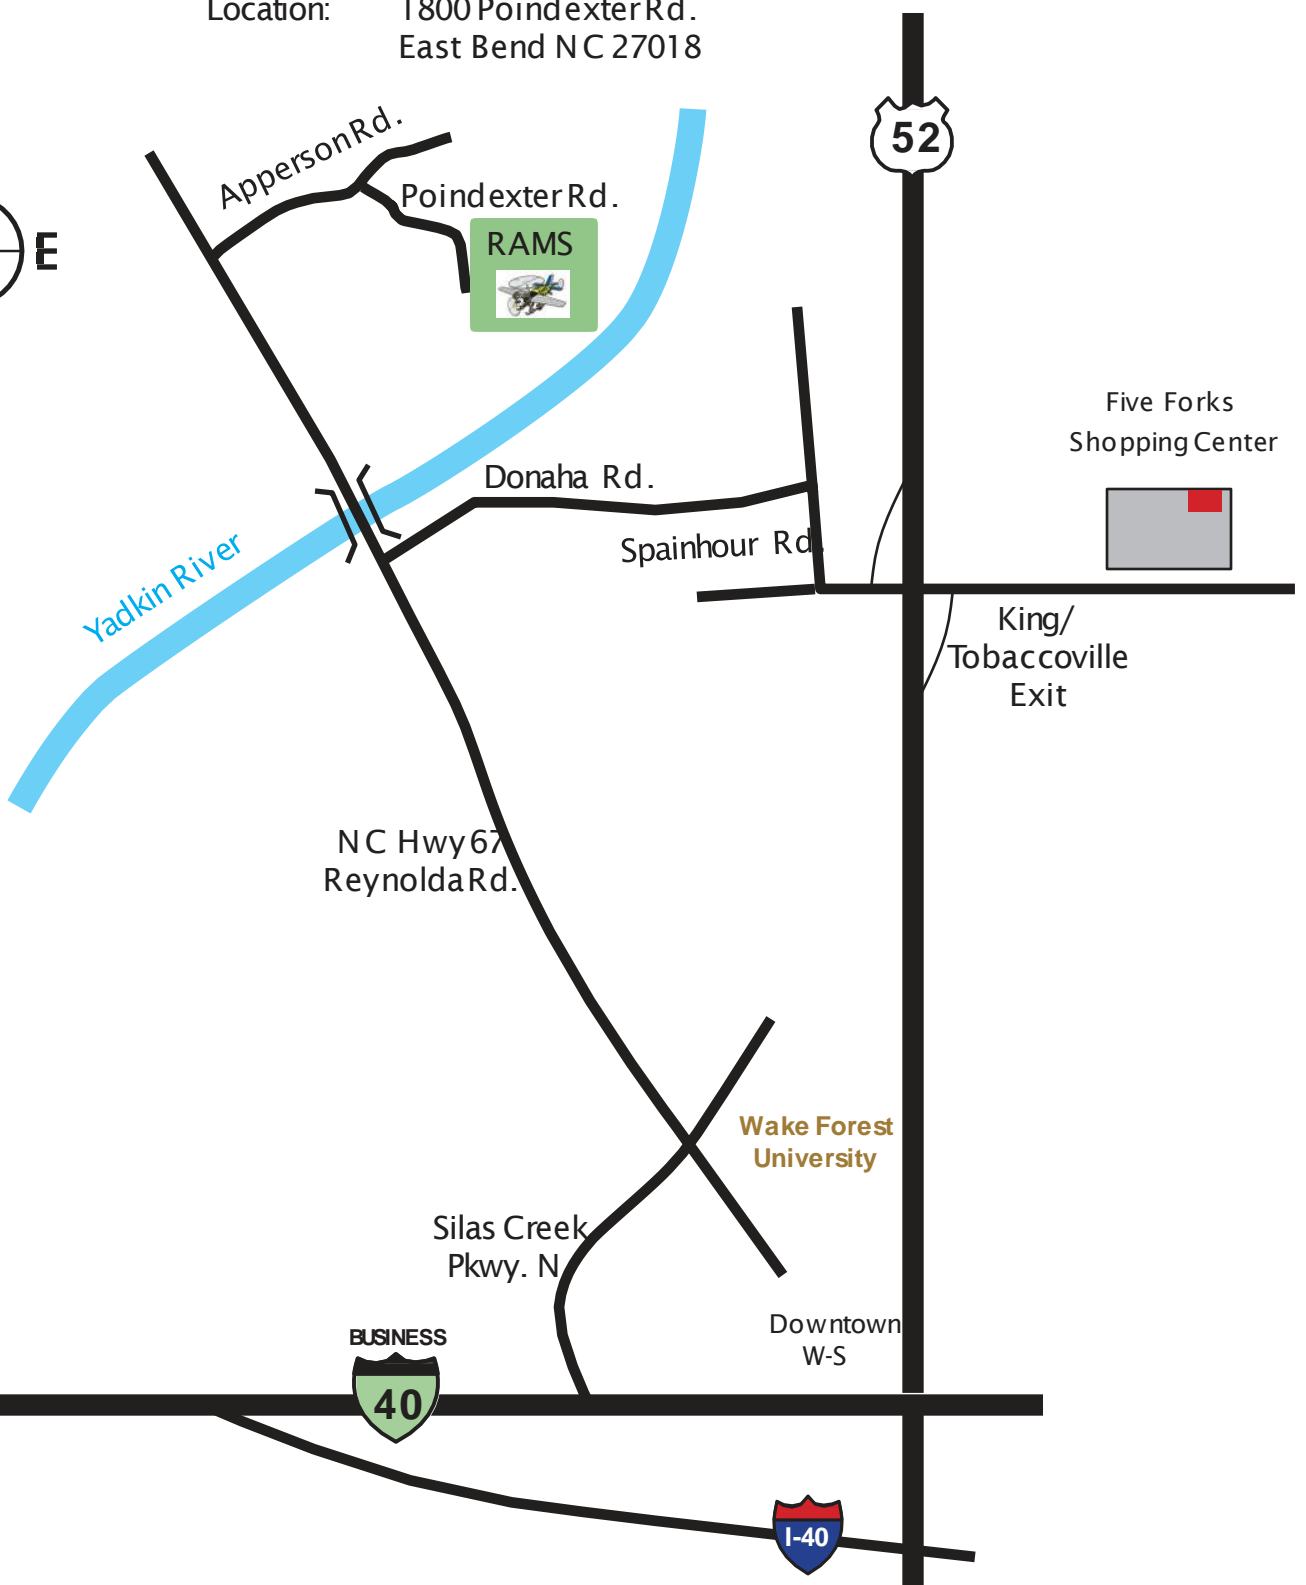 Location: 1800 Poindexter Rd.
East Bend NC 27018
52
Apperson Rd.
Poindexter Rd.
E
RAMS
Five Forks
Shopping Center
Donaha Rd.
Spainhour Rd.
Yadkin River
King/
Tobaccoville
Exit
NC Hwy 67
Reynolda Rd.
Wake Forest
University
Silas Creek
Pkwy. N
Downtown
W-S
BUSINESS
40
I-40